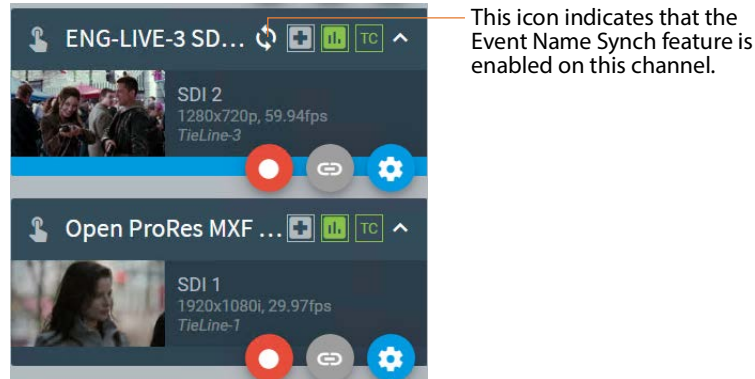 ENG-LIVE-3 SD... TC
SDI 2
1280x720p, 59.94fps
TieLine-3
Open ProRes MXF ... TC
SDI 1
1920x1080i, 29.97fps
TieLine-1
This icon indicates that the
Event Name Synch feature is
enabled on this channel.